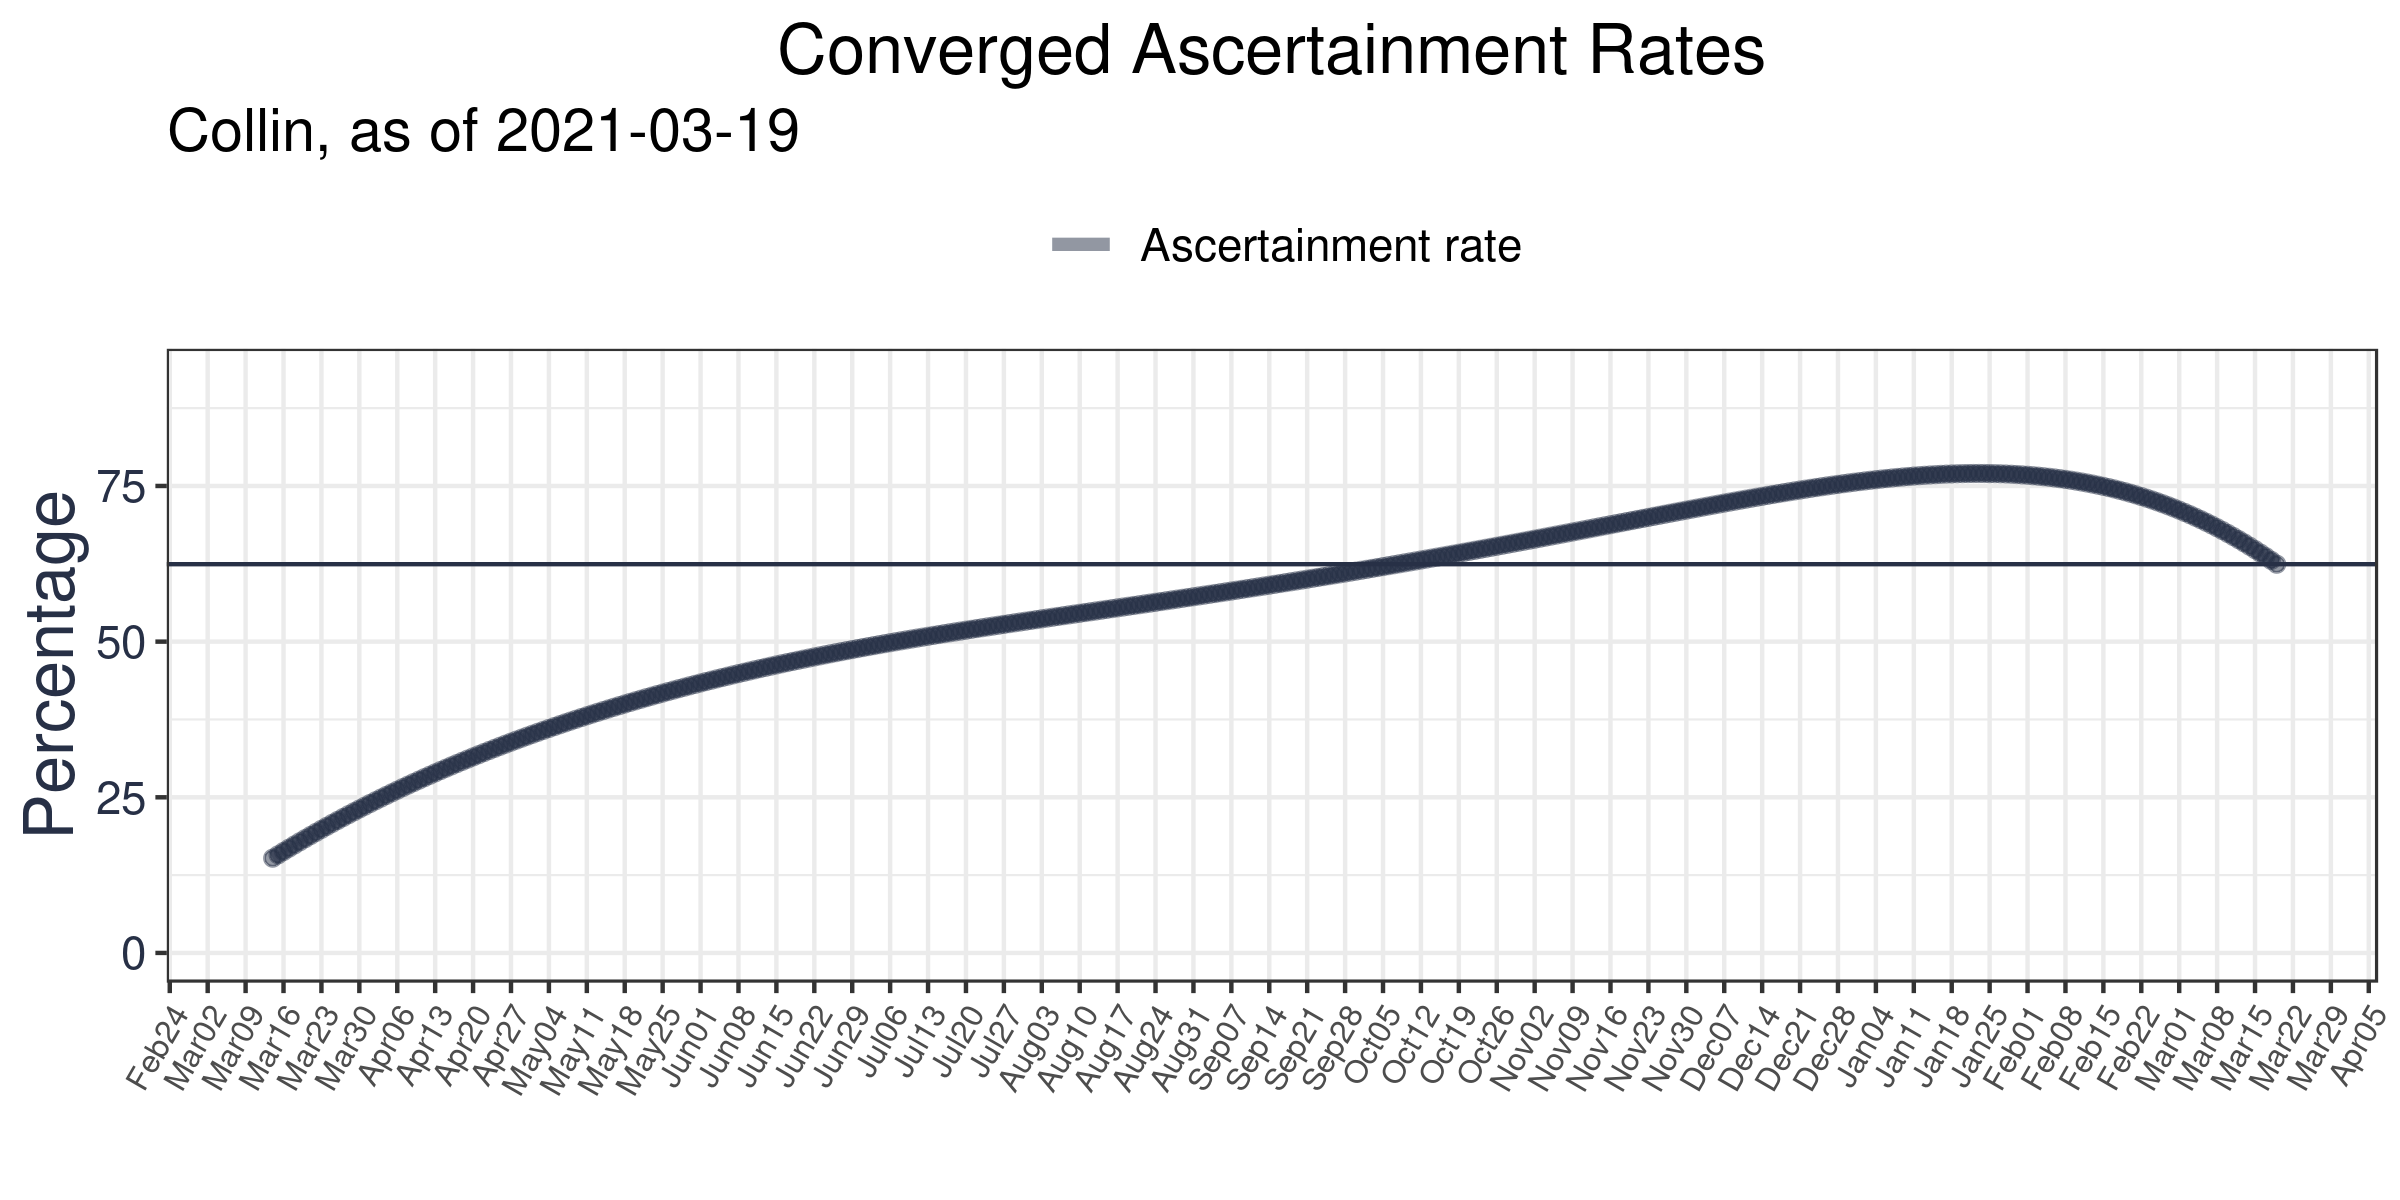 Converged Ascertainment Rates
Collin, as of 2021-03-19
Ascertainment rate
Percentage
75
50
25
0
Feb24 Mar02 Mar09 Mar16 Mar23 Mar30 Apr06 Apr13 Apr20 Apr27 May04 May11 May18 May25 Jun01 Jun08 Jun15 Jun22 Jun29 Jul06 Jul13 Jul20 Jul27 Aug03 Aug10 Aug17 Aug24 Aug31 Sep07 Sep14 Sep21 Sep28 Oct05 Oct12 Oct19 Oct26 Nov02 Nov09 Nov16 Nov23 Nov30 Dec07 Dec14 Dec21 Dec28 Jan04 Jan11 Jan18 Jan25 Feb01 Feb08 Feb15 Feb22 Mar01 Mar08 Mar15 Mar22 Mar29 Apr05